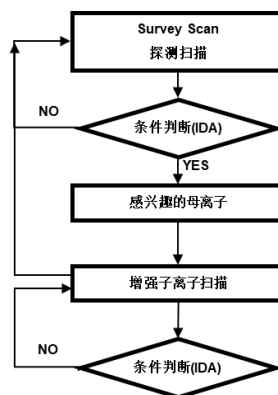 Survey Scan
探测扫描
NO
条件判断(IDA)
YES
感兴趣的母离子
增强子离子扫描
NO
条件判断(IDA)